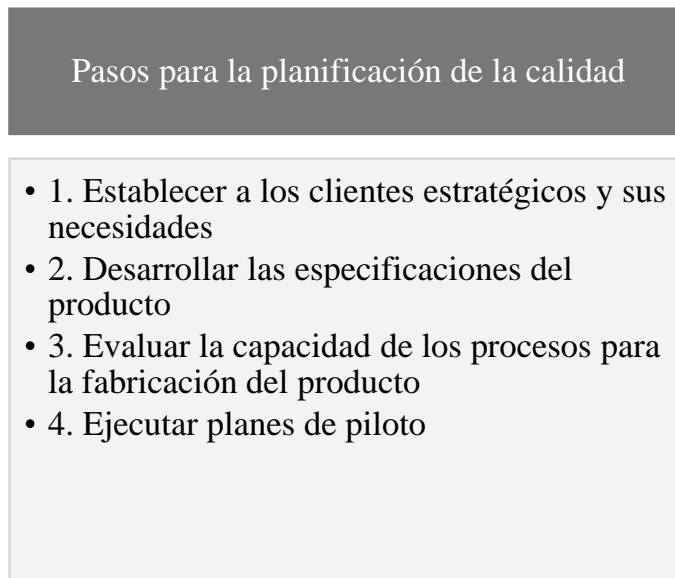 Pasos para la planificación de la calidad
• 1. Establecer a los clientes estratégicos y sus
necesidades
• 2. Desarrollar las especificaciones del
producto
• 3. Evaluar la capacidad de los procesos para
la fabricación del producto
• 4. Ejecutar planes de piloto